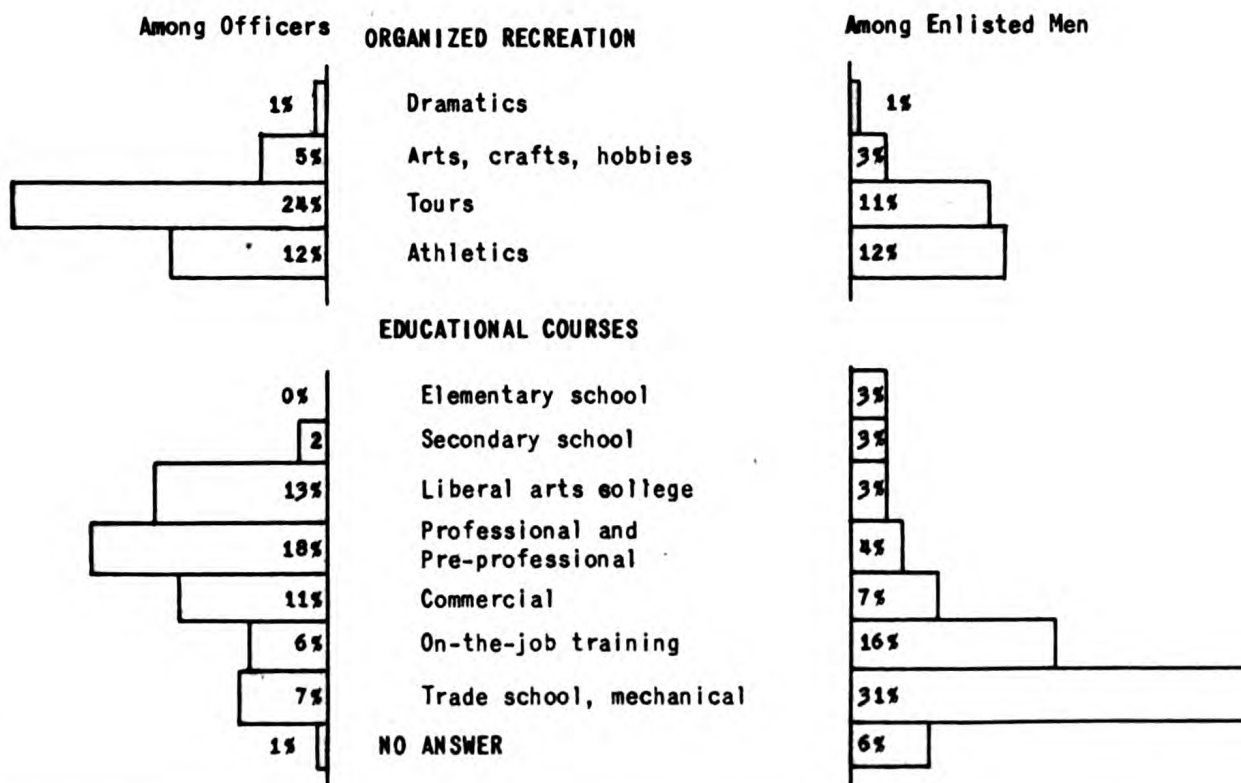 Among Officers ORGANIZED RECREATION Among Enlisted Men
1% Dramatics 1%
5% Arts, crafts, hobbies 3%
24% Tours 11%
12% Athletics 12%
EDUCATIONAL COURSES
0% Elementary school 3%
2 Secondary school 3%
13% Liberal arts college 3%
18% Professional and
Pre-professional 4%
11% Commercial 7%
6% On-the-job training 16%
7% Trade school, mechanical 31%
1% NO ANSWER 6%